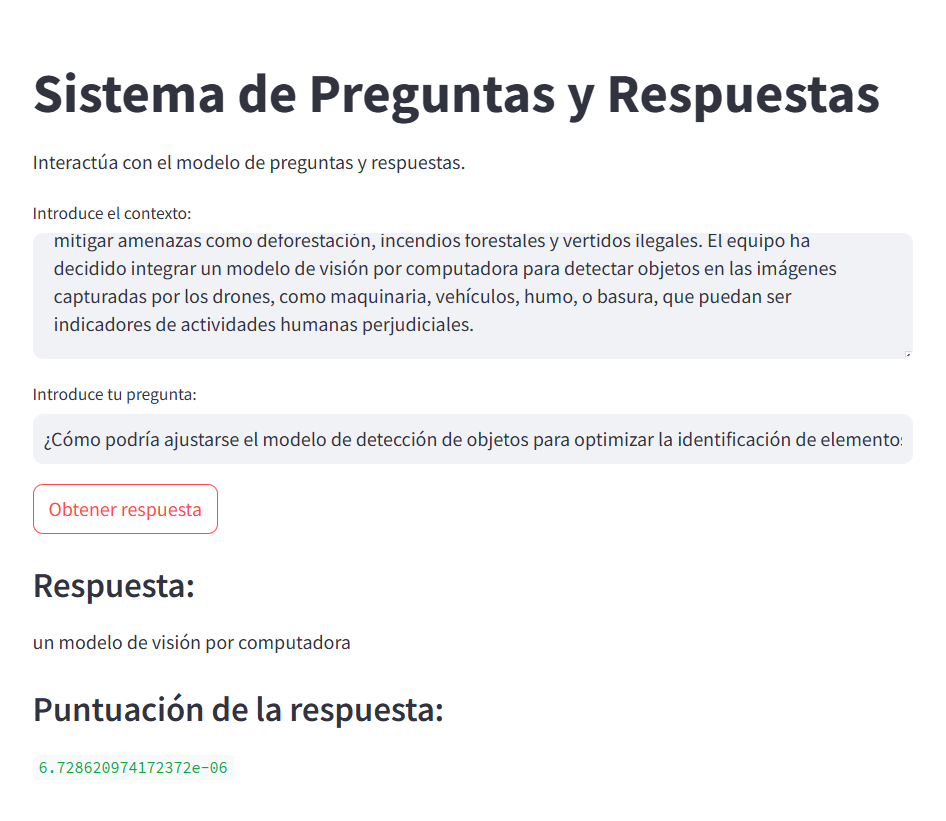 Sistema de Preguntas y Respuestas
Interactúa con el modelo de preguntas y respuestas.
Introduce el contexto:
mitigar amenazas como deforestación, incendios forestales y vertidos ilegales. El equipo ha
decidido integrar un modelo de visión por computadora para detectar objetos en las imágenes
capturadas por los drones, como maquinaria, vehículos, humo, o basura, que puedan ser
indicadores de actividades humanas perjudiciales.
Introduce tu pregunta:
¿Cómo podría ajustarse el modelo de detección de objetos para optimizar la identificación de elementos
Obtener respuesta
Respuesta:
un modelo de visión por computadora
Puntuación de la respuesta:
6.728620974172372e-06